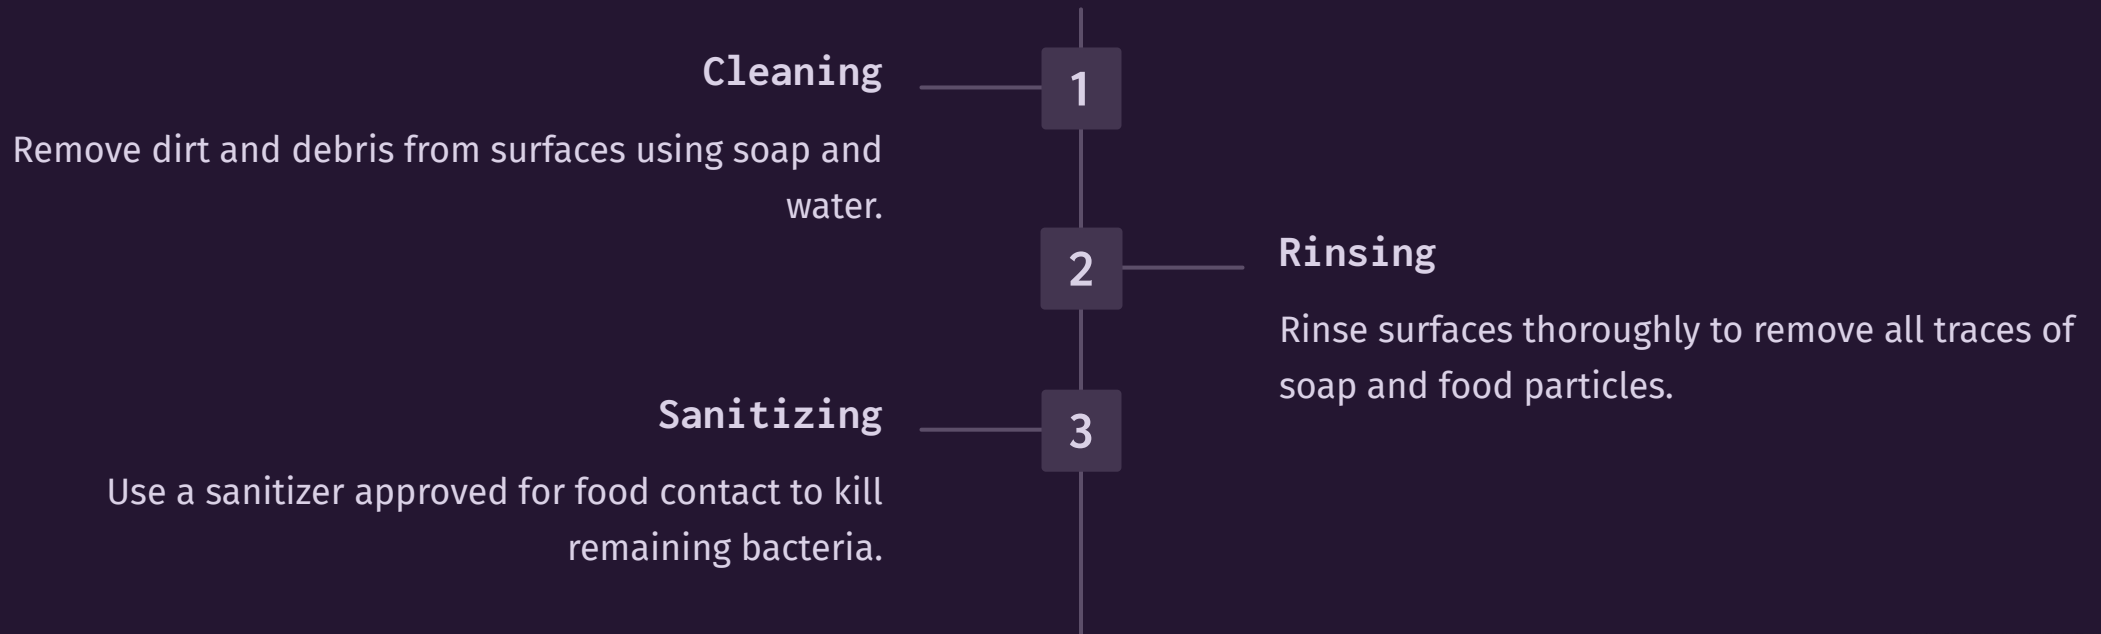 Cleaning
1
Remove dirt and debris from surfaces using soap and
water.
2
Rinsing
Rinse surfaces thoroughly to remove all traces of
soap and food particles.
Sanitizing
3
Use a sanitizer approved for food contact to kill
remaining bacteria.